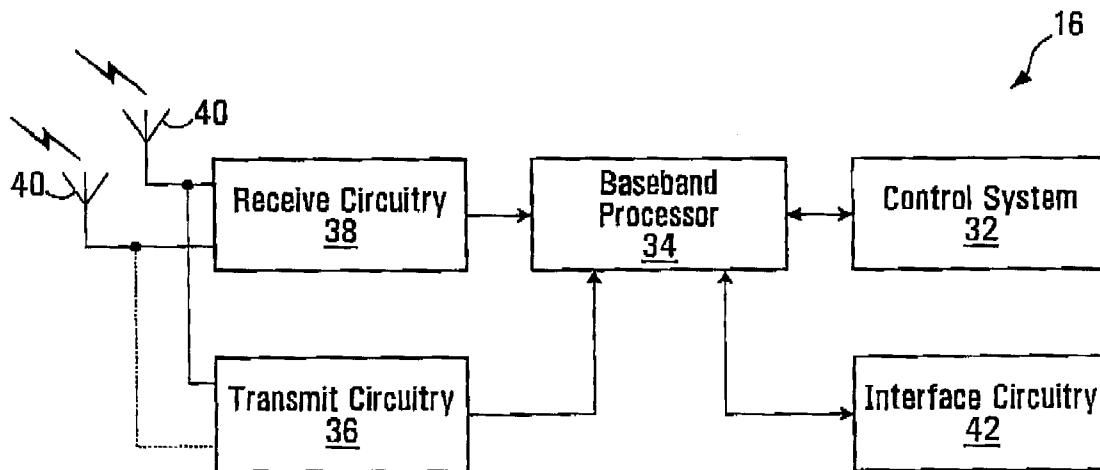 16
40
40
Receive Circuitry
38
Baseband
Processor
34
Control System
32
Transmit Circuitry
36
Interface Circuitry
42